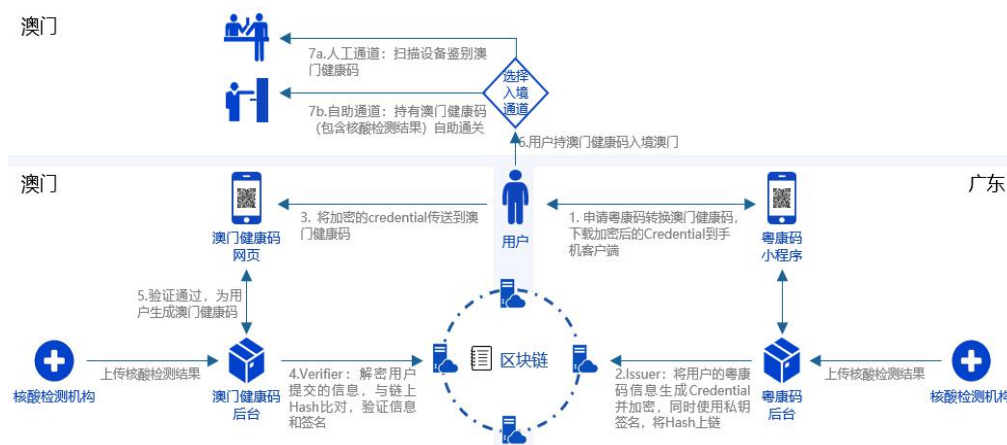 澳门
7a.人工通道：扫描设备鉴别澳
门健康码
选择
入境
通道
7b.自助通道：持有澳门健康码
（包含核酸检测结果）自助通关
6.用户持澳门健康码入境澳门
澳门
广东
3. 将加密的credential传送到澳
门健康码
1. 申请粤康码转换澳门健康码，
下载加密后的Credential到手
机客户端
澳门健康码
网页
用户
粤康码
小程序
5.验证通过，为用
户生成澳门健康码
区块链
上传核酸检测结果
4.Verifier：解密用户
提交的信息，与链上
Hash比对，验证信息
和签名
2.Issuer：将用户的粤康
码信息生成Credential
并加密，同时使用私钥
签名，将Hash上链
上传核酸检测结果
核酸检测机构
澳门健康码
后台
粤康码
后台
核酸检测机构